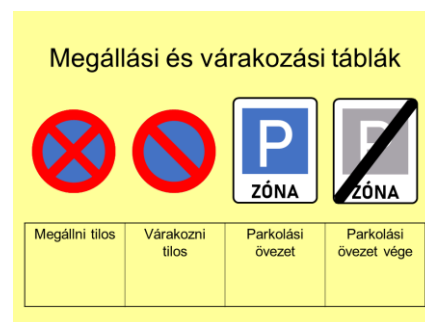 Megállási és várakozási táblák
P
ZÓNA
P
ZÓNA
Megállni tilos
Várakozni
tilos
Parkolási
övezet
Parkolási
övezet vége